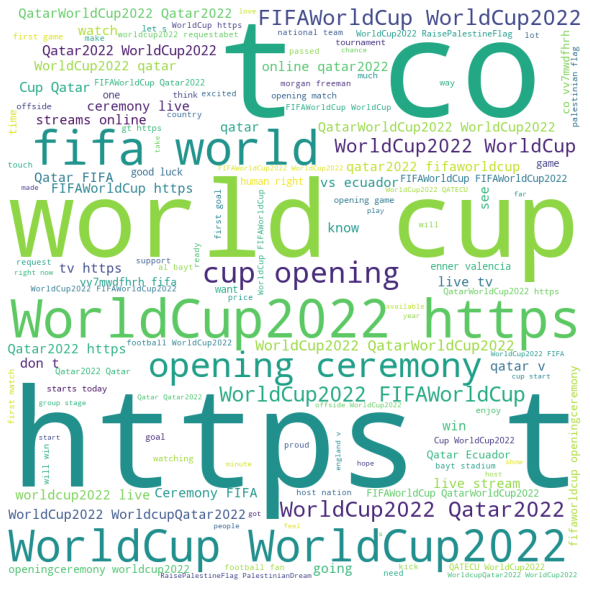 QatarWorldCup2022 Qatar2022 love
WorldCup https
let s
FIFAWorldCup WorldCup2022
first game watch
make
worldcup2022 requestabet
national team
WorldCup2022 RaisePalestineFlag
lot
Qatar2022 WorldCup2022
t co
passed
tournament
chance
WorldCup2022 qatar
online qatar2022
morgan freeman
much
way
palestinian flag
co vv7mwdfhrh
Cup Qatar
FIFAWorldCup Qatar2022
opening match
FIFAWorldCup WorldCup
offside
one
think
excited
ceremony live
country
time
streams online
gt https
qatar
QatarWorldCup2022 WorldCup2022
touch
fifa world
take
WorldCup2022 WorldCup
Qatar FIFA
good luck
FIFAWorldCup2022 WorldCup2022
qatar2022 fifaworldcup
game
made
FIFAWorldCup https
human right
vs ecuador
FIFAWorldCup FIFAWorldCup2022
WorldCup2022 QATECU
opening game
play
far
see
first goal
world cup
know
will
request
right now
support
al bayt
ready
WorldCup FIFAWorldCup
tv https
cup opening
want
enner valencia
live tv
vy7mwdfhrh fifa
WorldCup2022 FIFAWorldCup2022
price
QatarWorldCup2022 https
WorldCup2022 https
available
year
football WorldCup2022
Qatar2022 https
WorldCup2022 QatarWorldCup2022
WorldCup2022 FIFA
don t
Qatar2022 Qatar
opening ceremony
qatar v
cup start
first match
starts today
Qatar Qatar2022
WorldCup2022 FIFAWorldCup
win
enjoy
group stage
offside WorldCup2022
https t
start
goal
proud
england v
Cup WorldCup2022
will win
watching
minute
hope
Qatar Ecuador
bayt stadium
show
host
worldcup2022 live
Ceremony FIFA
host nation
FIFAWorldCup QatarWorldCup2022
live stream
fifaworldcup openingceremony
WorldCup2022 WorldcupQatar2022
got
WorldCup2022 Qatar2022
people
feel
WorldCup WorldCup2022
openingceremony worldcup2022
football fan
going
need
kick
QATECU WorldCup2022
RaisePalestineFlag PalestinianDream
WorldcupQatar2022 WorldCup2022